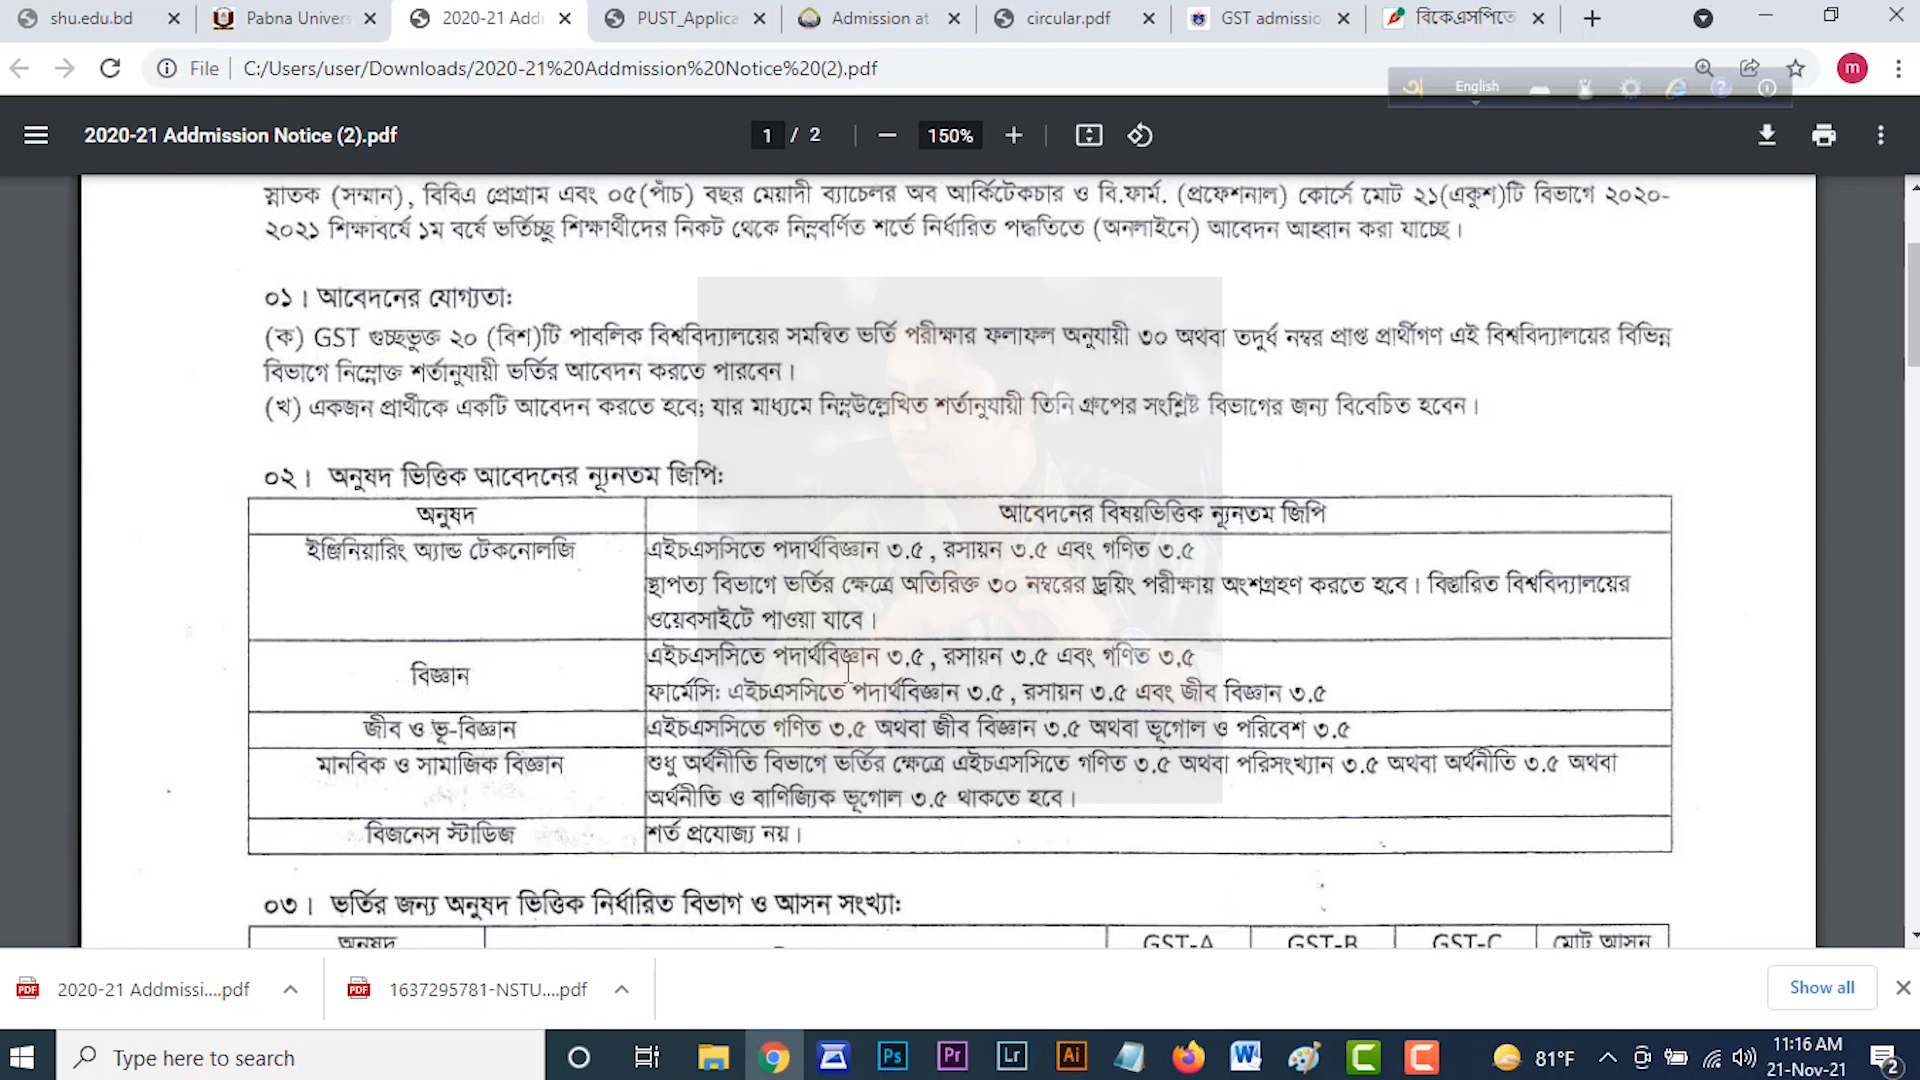 shu.edu.bd
Pabna Univers
2020-21 Add
PUST_Applica
Admission at
circular.pdf
GST admissio
বিকেএসপিতে
File
C:/Users/user/Downloads/2020-21%20Addmission%20Notice%20(2).pdf
m
English
2020-21 Addmission Notice (2).pdf
1 / 2
150%
স্নাতক (সম্মান), বিবিএ প্রোগ্রাম এবং ০৫(পাঁচ) বছর মেয়াদী ব্যাচেলর অব আর্কিটেকচার ও বি.ফার্ম. (প্রফেশনাল) কোর্সে মোট ২১(একুশ)টি বিভাগে ২০২০-
২০২১ শিক্ষাবর্ষে ১ম বর্ষে ভর্তিচ্ছু শিক্ষার্থীদের নিকট থেকে নিম্নবর্ণিত শর্তে নির্ধারিত পদ্ধতিতে (অনলাইনে) আবেদন আহ্বান করা যাচ্ছে।
০১। আবেদনের যোগ্যতাঃ
(ক) GST গুচ্ছভুক্ত ২০ (বিশ)টি পাবলিক বিশ্ববিদ্যালয়ের সমন্বিত ভর্তি পরীক্ষার ফলাফল অনুযায়ী ৩০ অথবা তদুর্ধ নম্বর প্রাপ্ত প্রার্থীগণ এই বিশ্ববিদ্যালয়ের বিভিন্ন
বিভাগে নিম্নোক্ত শর্তানুযায়ী ভর্তির আবেদন করতে পারবেন।
(খ) একজন প্রার্থীকে একটি আবেদন করতে হবে; যার মাধ্যমে নিম্নউল্লেখিত শর্তানুযায়ী তিনি গ্রুপের সংশ্লিষ্ট বিভাগের জন্য বিবেচিত হবেন।
০২। অনুষদ ভিত্তিক আবেদনের ন্যূনতম জিপি:
অনুষদ
আবেদনের বিষয়ভিত্তিক ন্যূনতম জিপি
ইঞ্জিনিয়ারিং অ্যান্ড টেকনোলজি
এইচএসসিতে পদার্থবিজ্ঞান ৩.৫, রসায়ন ৩.৫ এবং গণিত ৩.৫
স্থাপত্য বিভাগে ভর্তির ক্ষেত্রে অতিরিক্ত ৩০ নম্বরের ড্রয়িং পরীক্ষায় অংশগ্রহণ করতে হবে। বিস্তারিত বিশ্ববিদ্যালয়ের
ওয়েবসাইটে পাওয়া যাবে।
বিজ্ঞান
এইচএসসিতে পদার্থবিজ্ঞান ৩.৫, রসায়ন ৩.৫ এবং গণিত ৩.৫
ফার্মেসি: এইচএসসিতে পদার্থবিজ্ঞান ৩.৫, রসায়ন ৩.৫ এবং জীব বিজ্ঞান ৩.৫
জীব ও ভূ-বিজ্ঞান
এইচএসসিতে গণিত ৩.৫ অথবা জীব বিজ্ঞান ৩.৫ অথবা ভূগোল ও পরিবেশ ৩.৫
মানবিক ও সামাজিক বিজ্ঞান
শুধু অর্থনীতি বিভাগে ভর্তির ক্ষেত্রে এইচএসসিতে গণিত ৩.৫ অথবা পরিসংখ্যান ৩.৫ অথবা অর্থনীতি ৩.৫ অথবা
অর্থনীতি ও বাণিজ্যিক ভূগোল ৩.৫ থাকতে হবে।
বিজনেস স্টাডিজ
শর্ত প্রযোজ্য নয়।
০৩। ভর্তির জন্য অনুষদ ভিত্তিক নির্ধারিত বিভাগ ও আসন সংখ্যাঃ
অনুষদ
GST-A
GST-B
GST-C
মোট আসন
2020-21 Addmissi....pdf
1637295781-NSTU....pdf
Show all
Type here to search
Ps
Pr
Lr
Ai
81°F
11:16 AM
21-Nov-21
2